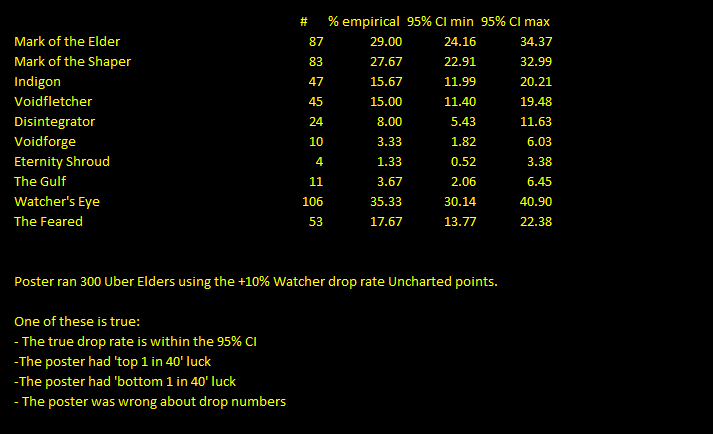 # % empirical 95% CI min 95% CI max
Mark of the Elder 87 29.00 24.16 34.37
Mark of the Shaper 83 27.67 22.91 32.99
Indigon 47 15.67 11.99 20.21
Voidfletcher 45 15.00 11.40 19.48
Disintegrator 24 8.00 5.43 11.63
Voidforge 10 3.33 1.82 6.03
Eternity Shroud 4 1.33 0.52 3.38
The Gulf 11 3.67 2.06 6.45
Watcher's Eye 106 35.33 30.14 40.90
The Feared 53 17.67 13.77 22.38
Poster ran 300 Uber Elders using the +10% Watcher drop rate Uncharted points.
One of these is true:
- The true drop rate is within the 95% CI
-The poster had 'top 1 in 40' luck
-The poster had 'bottom 1 in 40' luck
- The poster was wrong about drop numbers